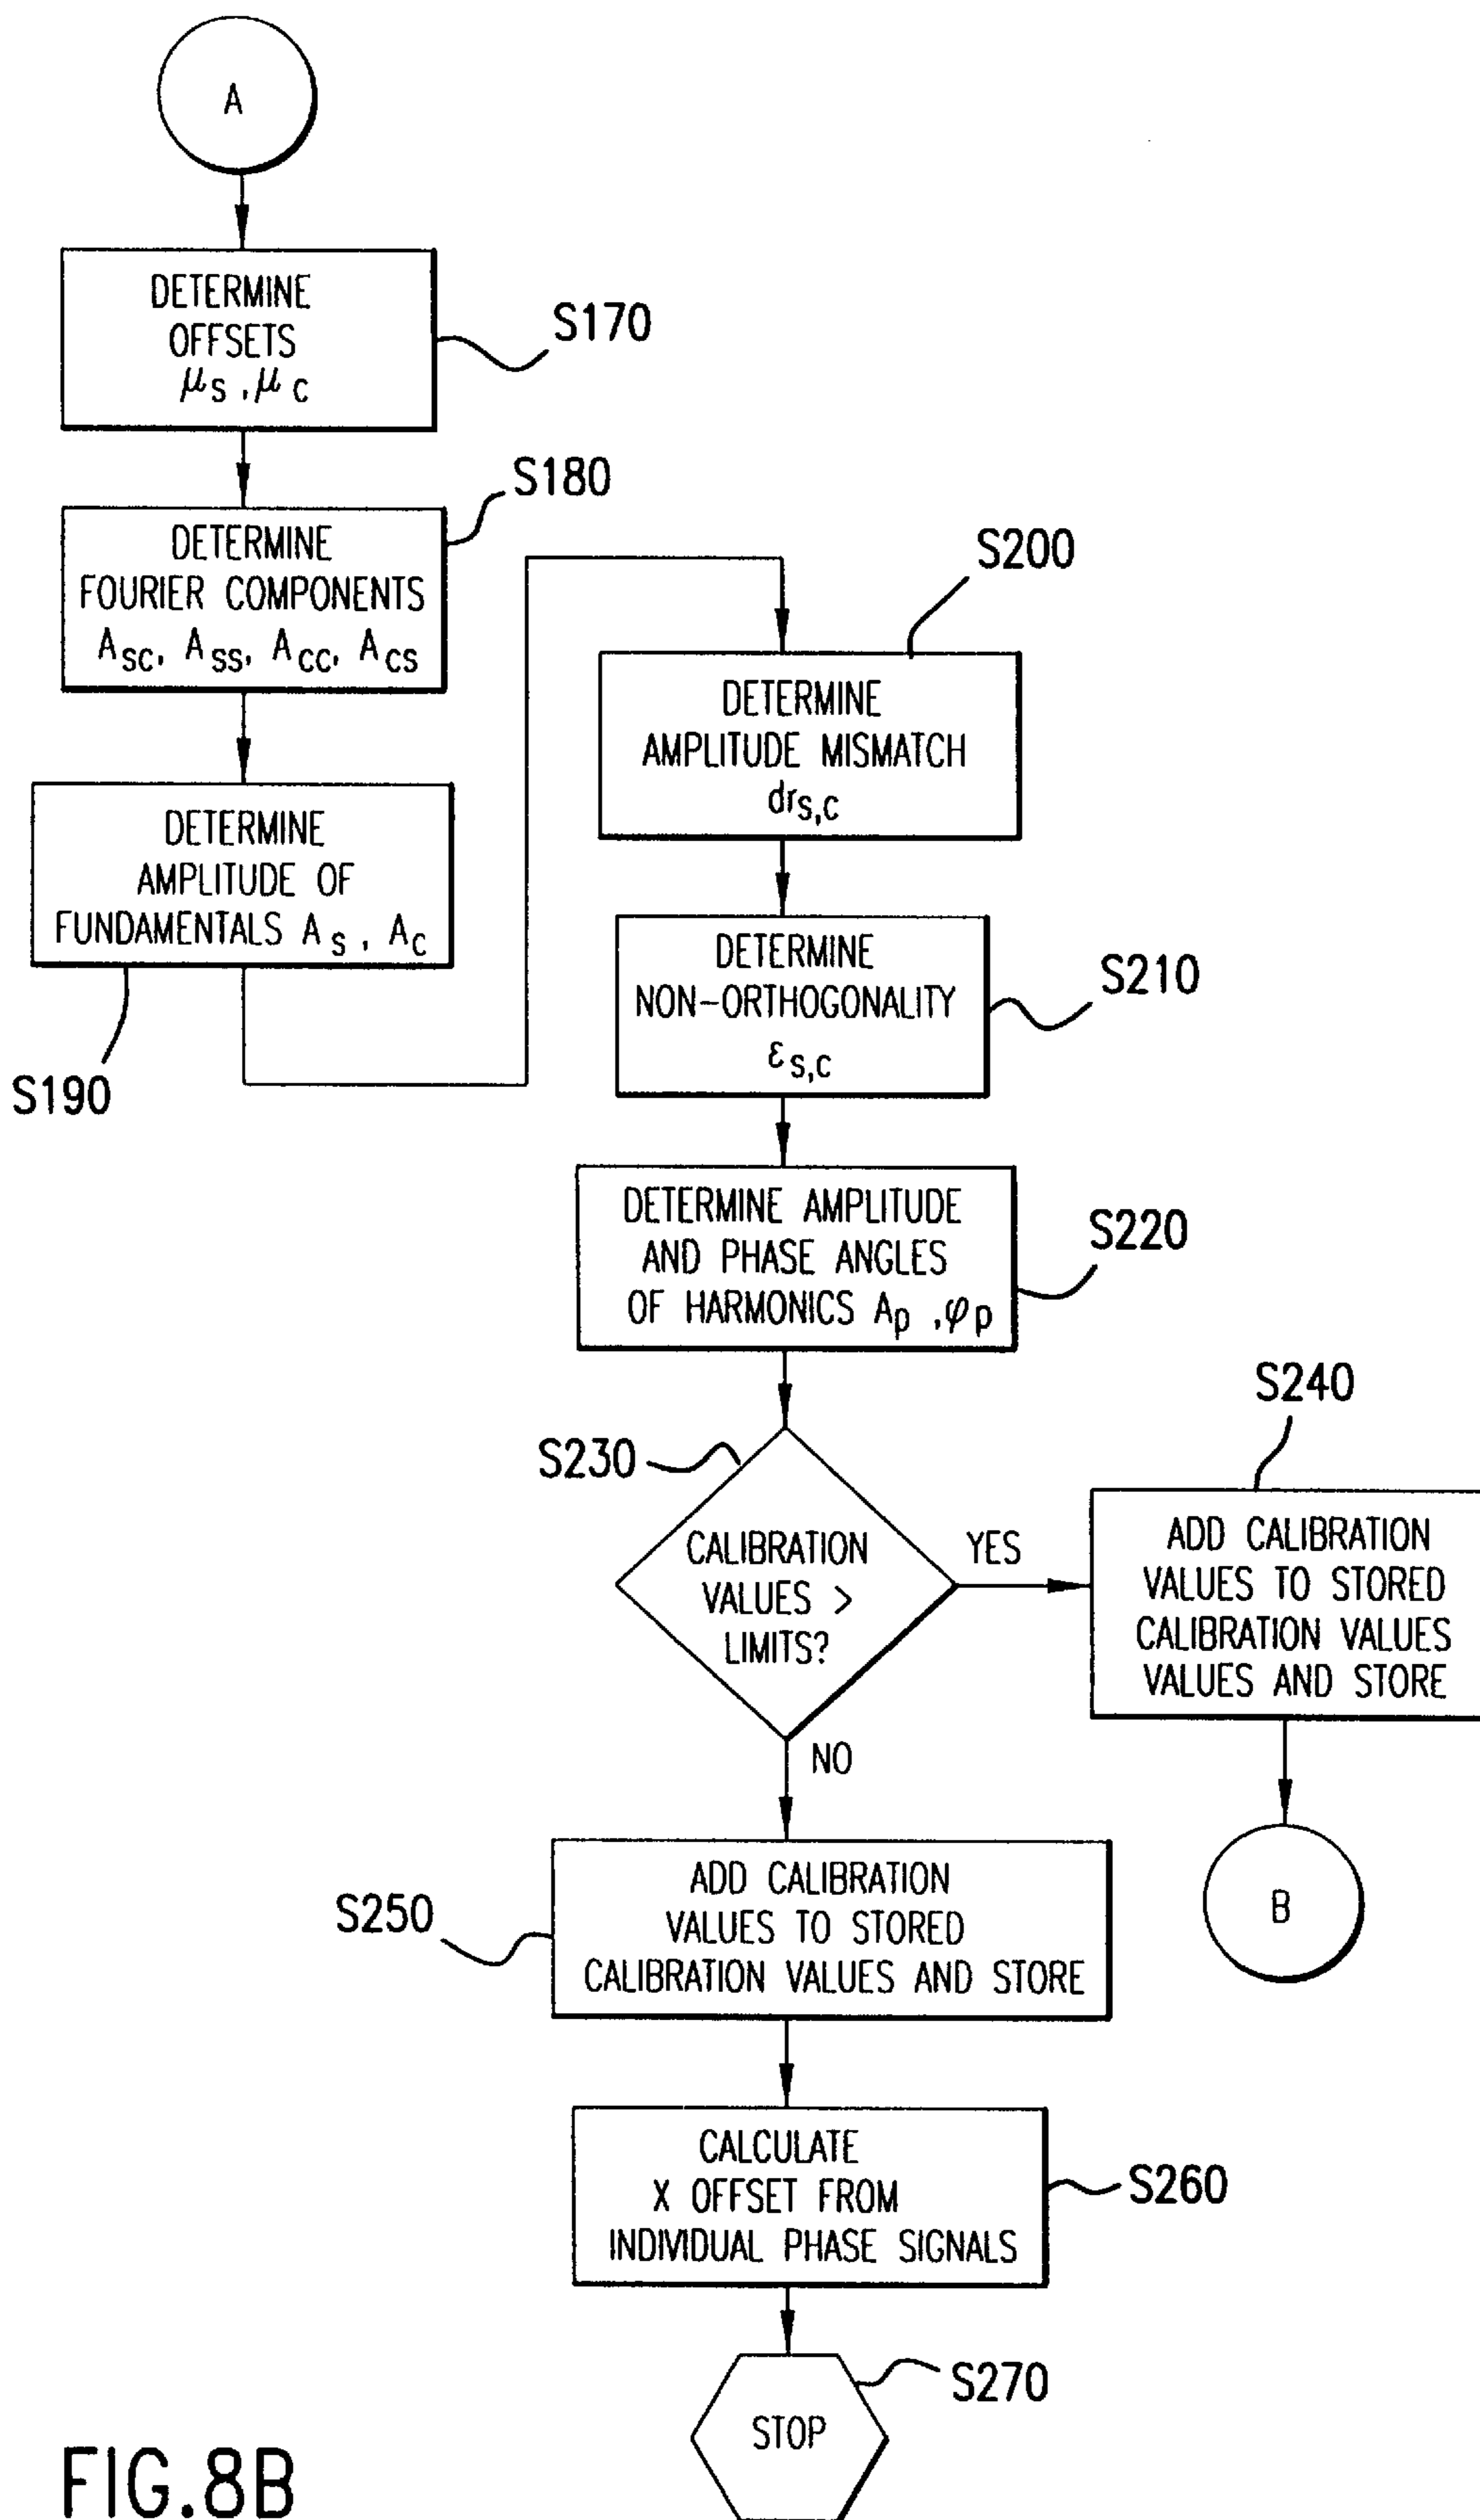 A
DETERMINE
OFFSETS
μs, μc
S170
DETERMINE
FOURIER COMPONENTS
Asc, Ass, Acc, Acs
S180
DETERMINE
AMPLITUDE OF
FUNDAMENTALS As, Ac
S190
S200
DETERMINE
AMPLITUDE MISMATCH
drs,c
DETERMINE
NON-ORTHOGONALITY
εs,c
S210
DETERMINE AMPLITUDE
AND PHASE ANGLES
OF HARMONICS Ap, φp
S220
S230
CALIBRATION
VALUES >
LIMITS?
YES
NO
S240
ADD CALIBRATION
VALUES TO STORED
CALIBRATION VALUES
VALUES AND STORE
B
S250
ADD CALIBRATION
VALUES TO STORED
CALIBRATION VALUES AND STORE
CALCULATE
X OFFSET FROM
INDIVIDUAL PHASE SIGNALS
S260
STOP
S270
FIG.8B